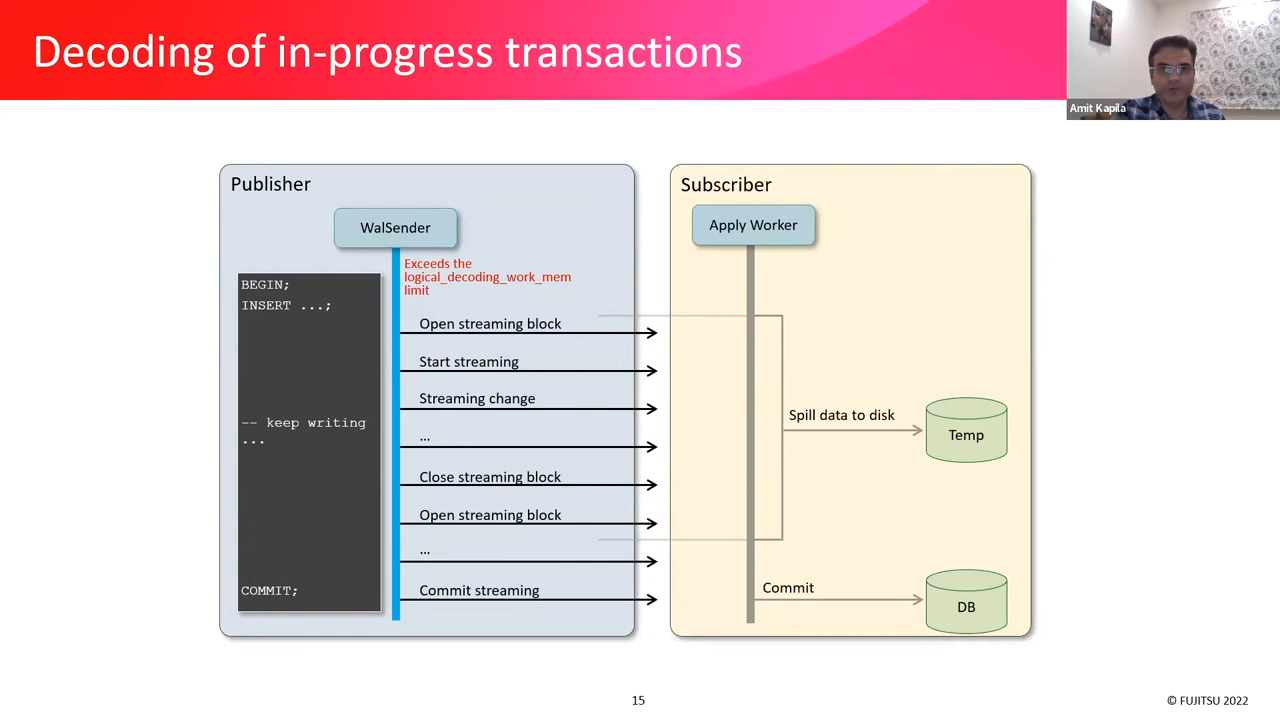 Decoding of in-progress transactions
Amit Kapila
Publisher
WalSender
Exceeds the
logical_decoding_work_mem
limit
BEGIN;
INSERT ...;
-- keep writing
...
COMMIT;
Open streaming block
Start streaming
Streaming change
...
Close streaming block
Open streaming block
...
Commit streaming
Subscriber
Apply Worker
Spill data to disk
Temp
Commit
DB
15
© FUJITSU 2022